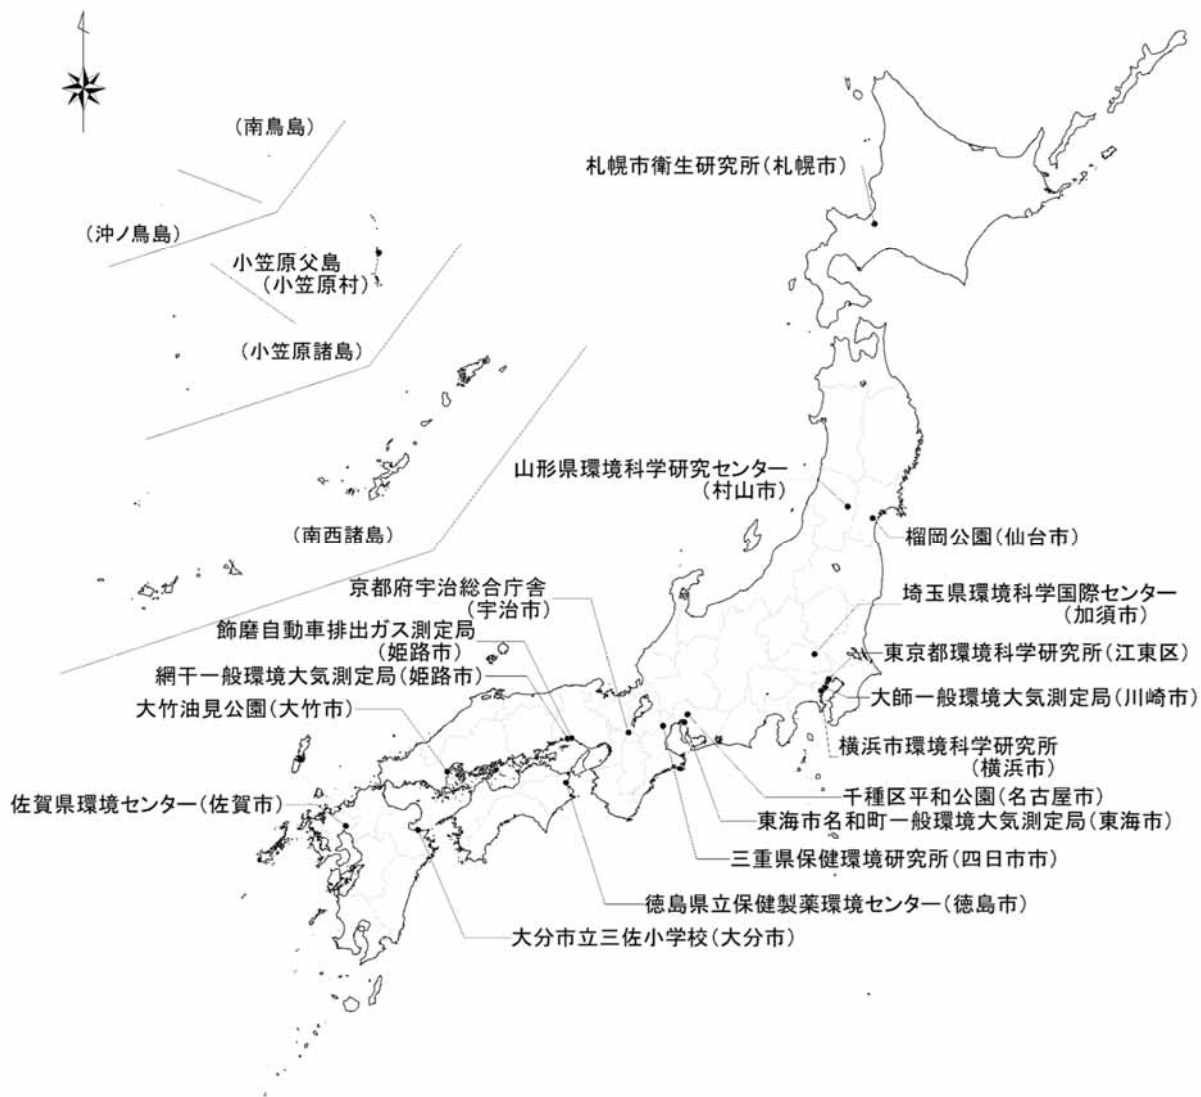 (南鳥島)
札幌市衛生研究所(札幌市)
(沖ノ鳥島)
小笠原父島
(小笠原村)
(小笠原諸島)
山形県環境科学研究センター
(村山市)
(南西諸島)
榴岡公園(仙台市)
京都府宇治総合庁舎
(宇治市)
埼玉県環境科学国際センター
(加須市)
飾磨自動車排出ガス測定局
(姫路市)
東京都環境科学研究所(江東区)
網干一般環境大気測定局(姫路市)
大師一般環境大気測定局(川崎市)
大竹油見公園(大竹市)
横浜市環境科学研究所
(横浜市)
千種区平和公園(名古屋市)
佐賀県環境センター(佐賀市)
東海市名和町一般環境大気測定局(東海市)
三重県保健環境研究所(四日市市)
徳島県立保健製薬環境センター(徳島市)
大分市立三佐小学校(大分市)